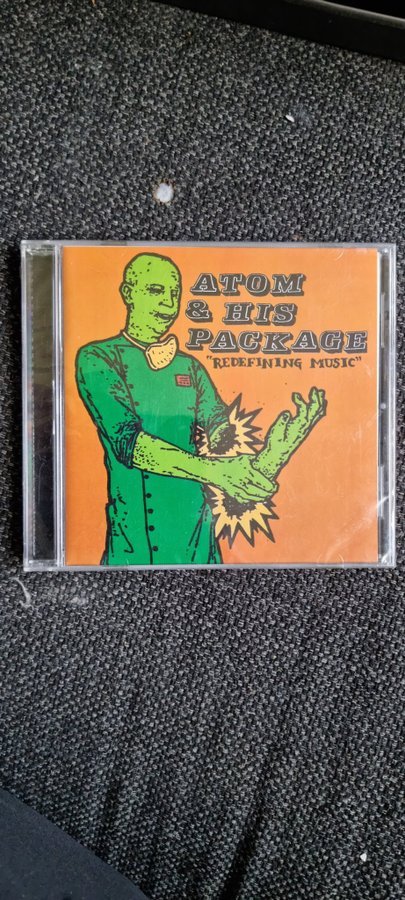 ATOM
& HIS
PACKAGE
"REDEFINING MUSIC"